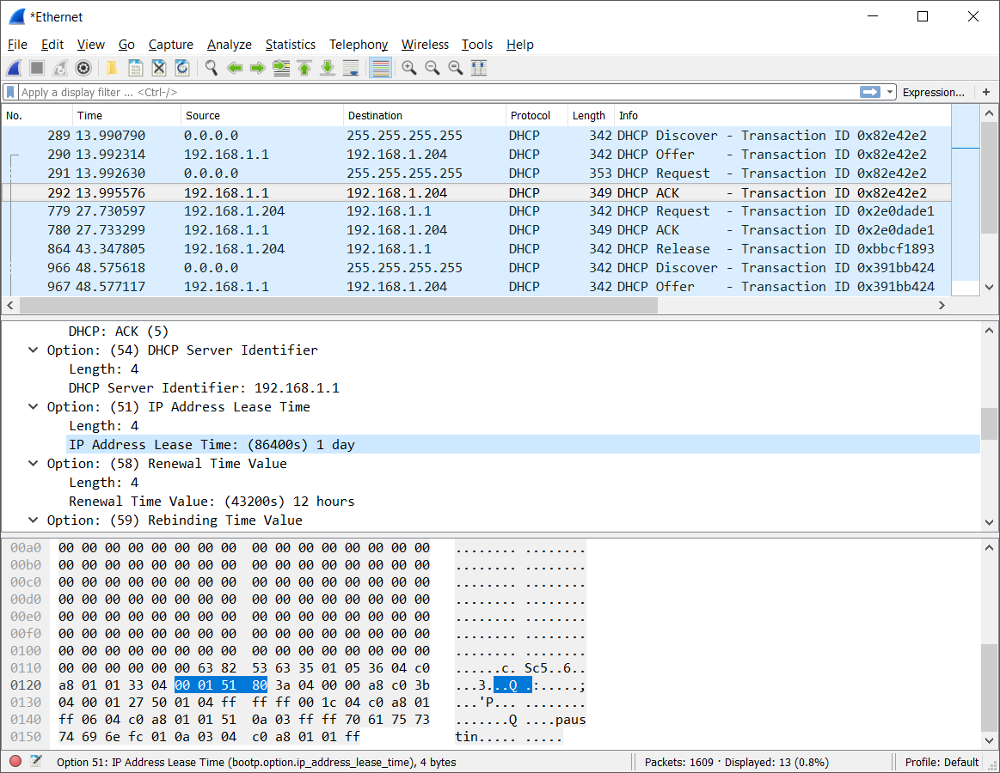 *Ethernet
File Edit View Go Capture Analyze Statistics Telephony Wireless Tools Help
Apply a display filter ... <Ctrl-/> Expression... +
No. Time Source Destination Protocol Length Info
289 13.990790 0.0.0.0 255.255.255.255 DHCP 342 DHCP Discover - Transaction ID 0x82e42e2
290 13.992314 192.168.1.1 192.168.1.204 DHCP 342 DHCP Offer - Transaction ID 0x82e42e2
291 13.992630 0.0.0.0 255.255.255.255 DHCP 353 DHCP Request - Transaction ID 0x82e42e2
292 13.995576 192.168.1.1 192.168.1.204 DHCP 349 DHCP ACK - Transaction ID 0x82e42e2
779 27.730597 192.168.1.204 192.168.1.1 DHCP 342 DHCP Request - Transaction ID 0x2e0dade1
780 27.733299 192.168.1.1 192.168.1.204 DHCP 349 DHCP ACK - Transaction ID 0x2e0dade1
864 43.347805 192.168.1.204 192.168.1.1 DHCP 342 DHCP Release - Transaction ID 0xbbcf1893
966 48.575618 0.0.0.0 255.255.255.255 DHCP 342 DHCP Discover - Transaction ID 0x391bb424
967 48.577117 192.168.1.1 192.168.1.204 DHCP 342 DHCP Offer - Transaction ID 0x391bb424
DHCP: ACK (5)
Option: (54) DHCP Server Identifier
Length: 4
DHCP Server Identifier: 192.168.1.1
Option: (51) IP Address Lease Time
Length: 4
IP Address Lease Time: (86400s) 1 day
Option: (58) Renewal Time Value
Length: 4
Renewal Time Value: (43200s) 12 hours
Option: (59) Rebinding Time Value
00a0 00 00 00 00 00 00 00 00 00 00 00 00 00 00 00 00 ........ ........
00b0 00 00 00 00 00 00 00 00 00 00 00 00 00 00 00 00 ........ ........
00c0 00 00 00 00 00 00 00 00 00 00 00 00 00 00 00 00 ........ ........
00d0 00 00 00 00 00 00 00 00 00 00 00 00 00 00 00 00 ........ ........
00e0 00 00 00 00 00 00 00 00 00 00 00 00 00 00 00 00 ........ ........
00f0 00 00 00 00 00 00 00 00 00 00 00 00 00 00 00 00 ........ ........
0100 00 00 00 00 00 00 00 00 00 00 00 00 00 00 00 00 ........ ........
0110 00 00 00 00 00 00 63 82 53 63 35 01 05 36 04 c0 ......c. Sc5..6..
0120 a8 01 01 33 04 00 01 51 80 3a 04 00 00 a8 c0 3b ...3...Q .:.....;
0130 04 00 01 27 50 01 04 ff ff ff 00 1c 04 c0 a8 01 ...'P... ........
0140 ff 06 04 c0 a8 01 01 51 0a 03 ff ff 70 61 75 73 .......Q ....paus
0150 74 69 6e fc 01 0a 03 04 c0 a8 01 01 ff tin..... .....
Option 51: IP Address Lease Time (bootp.option.ip_address_lease_time), 4 bytes Packets: 1609 · Displayed: 13 (0.8%) Profile: Default